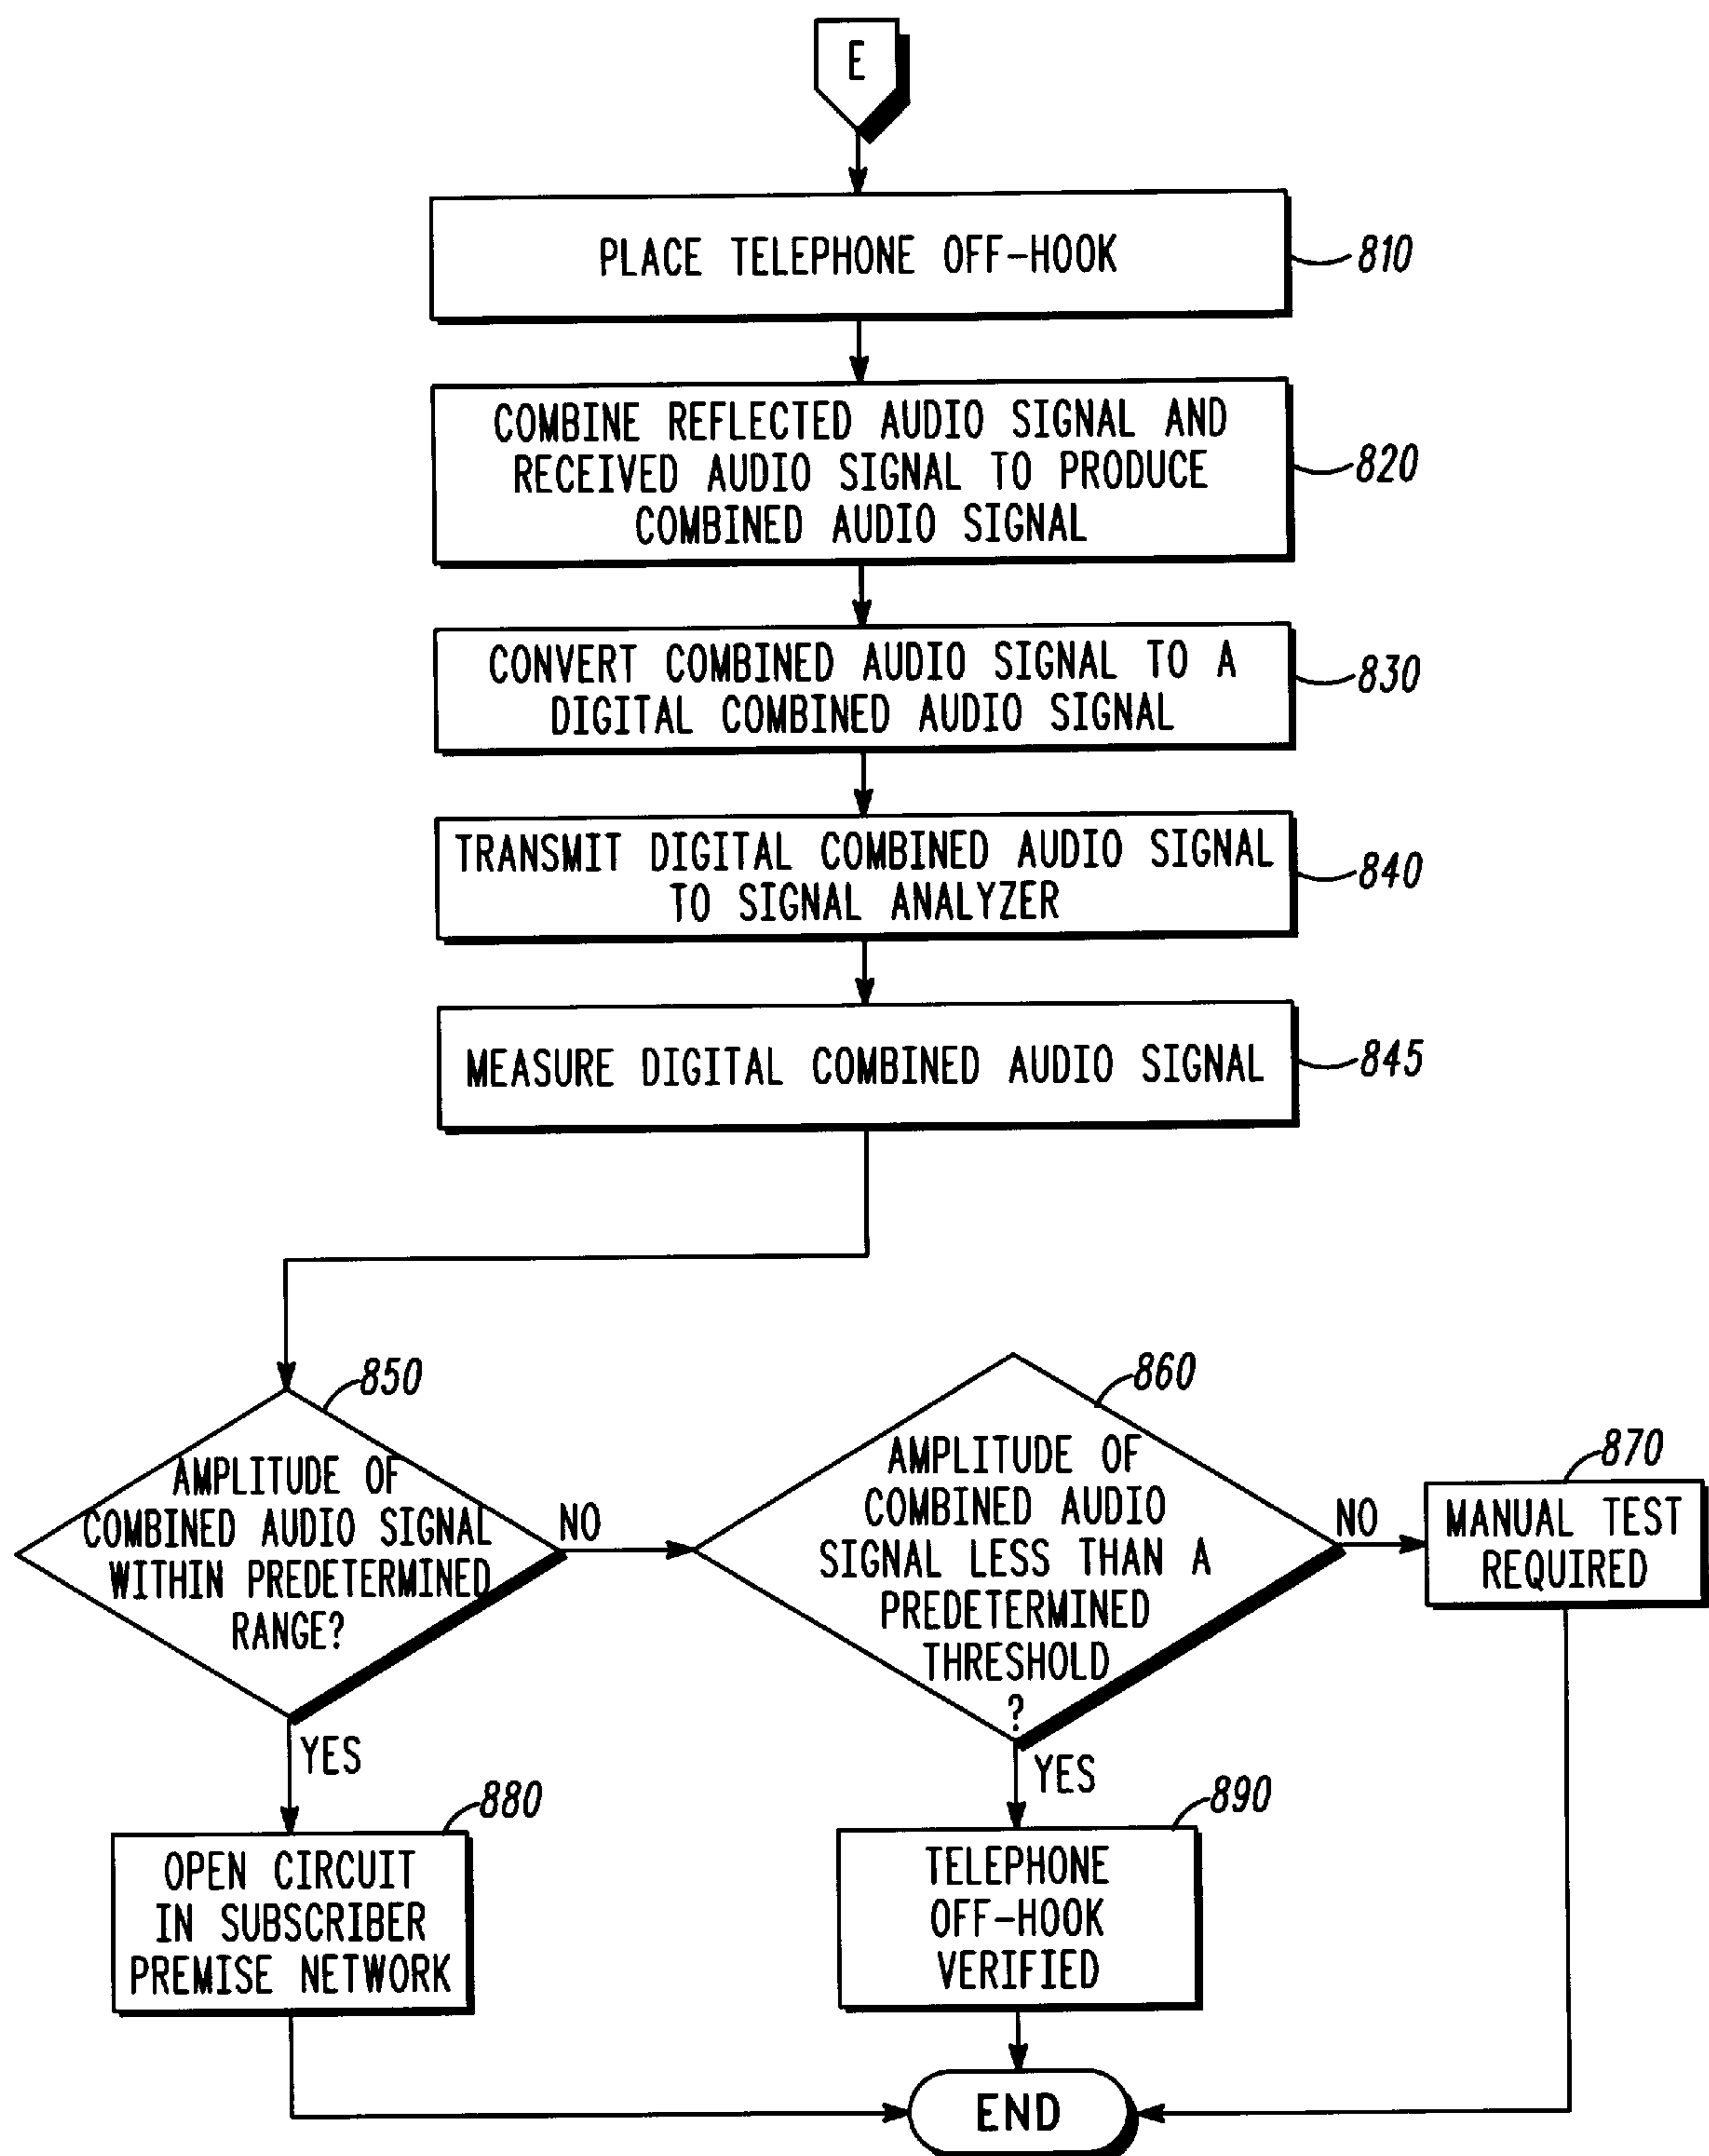 E
PLACE TELEPHONE OFF-HOOK
810
COMBINE REFLECTED AUDIO SIGNAL AND
RECEIVED AUDIO SIGNAL TO PRODUCE
COMBINED AUDIO SIGNAL
820
CONVERT COMBINED AUDIO SIGNAL TO A
DIGITAL COMBINED AUDIO SIGNAL
830
TRANSMIT DIGITAL COMBINED AUDIO SIGNAL
TO SIGNAL ANALYZER
840
MEASURE DIGITAL COMBINED AUDIO SIGNAL
845
850
AMPLITUDE OF
COMBINED AUDIO SIGNAL
WITHIN PREDETERMINED
RANGE?
NO
YES
860
AMPLITUDE OF
COMBINED AUDIO
SIGNAL LESS THAN A
PREDETERMINED
THRESHOLD
?
NO
YES
870
MANUAL TEST
REQUIRED
880
OPEN CIRCUIT
IN SUBSCRIBER
PREMISE NETWORK
890
TELEPHONE
OFF-HOOK
VERIFIED
END